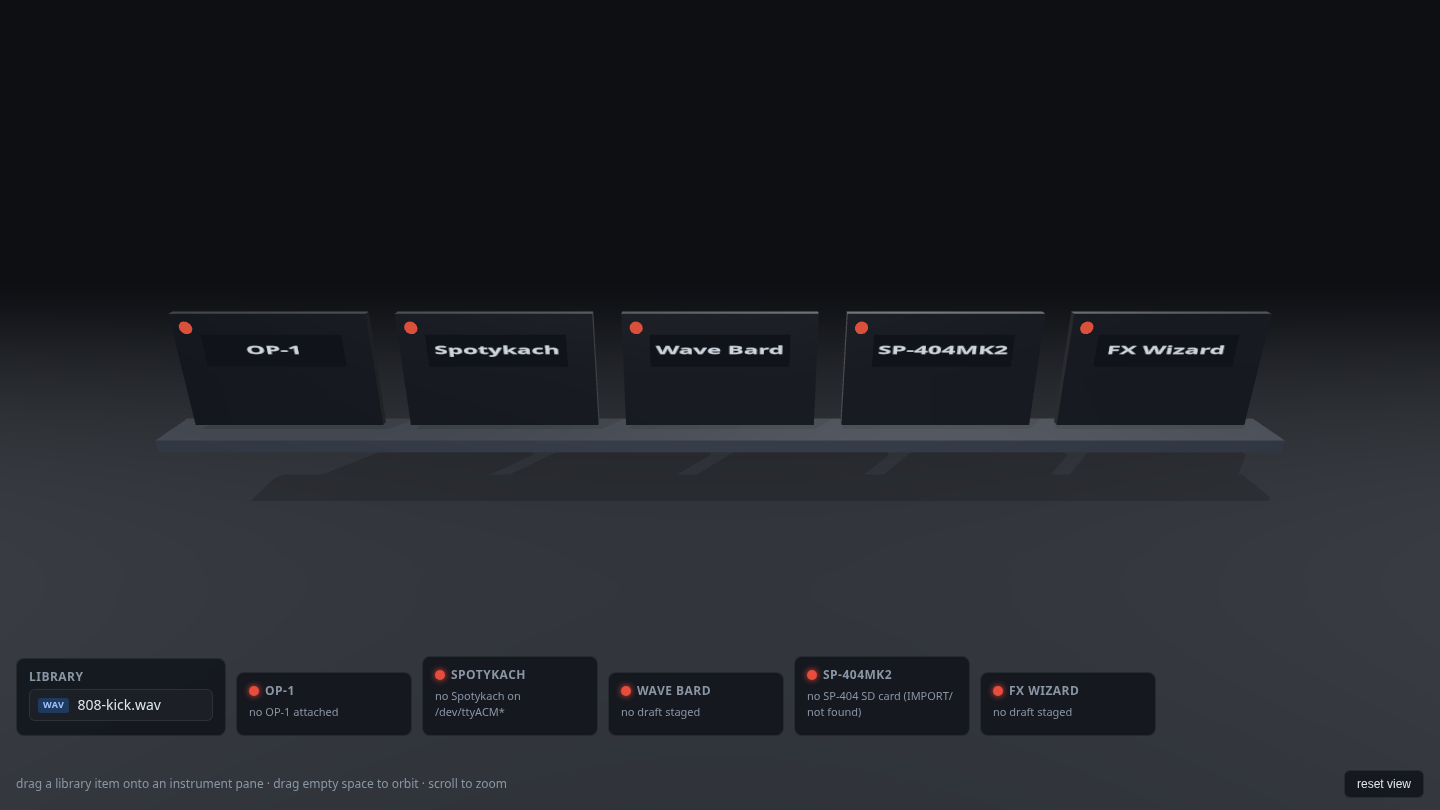 OP-1
Spotykach
Wave Bard
SP-404MK2
FX Wizard
LIBRARY
WAV 808-kick.wav
OP-1
no OP-1 attached
SPOTYKACH
no Spotykach on
/dev/ttyACM*
WAVE BARD
no draft staged
SP-404MK2
no SP-404 SD card (IMPORT/
not found)
FX WIZARD
no draft staged
drag a library item onto an instrument pane · drag empty space to orbit · scroll to zoom
reset view